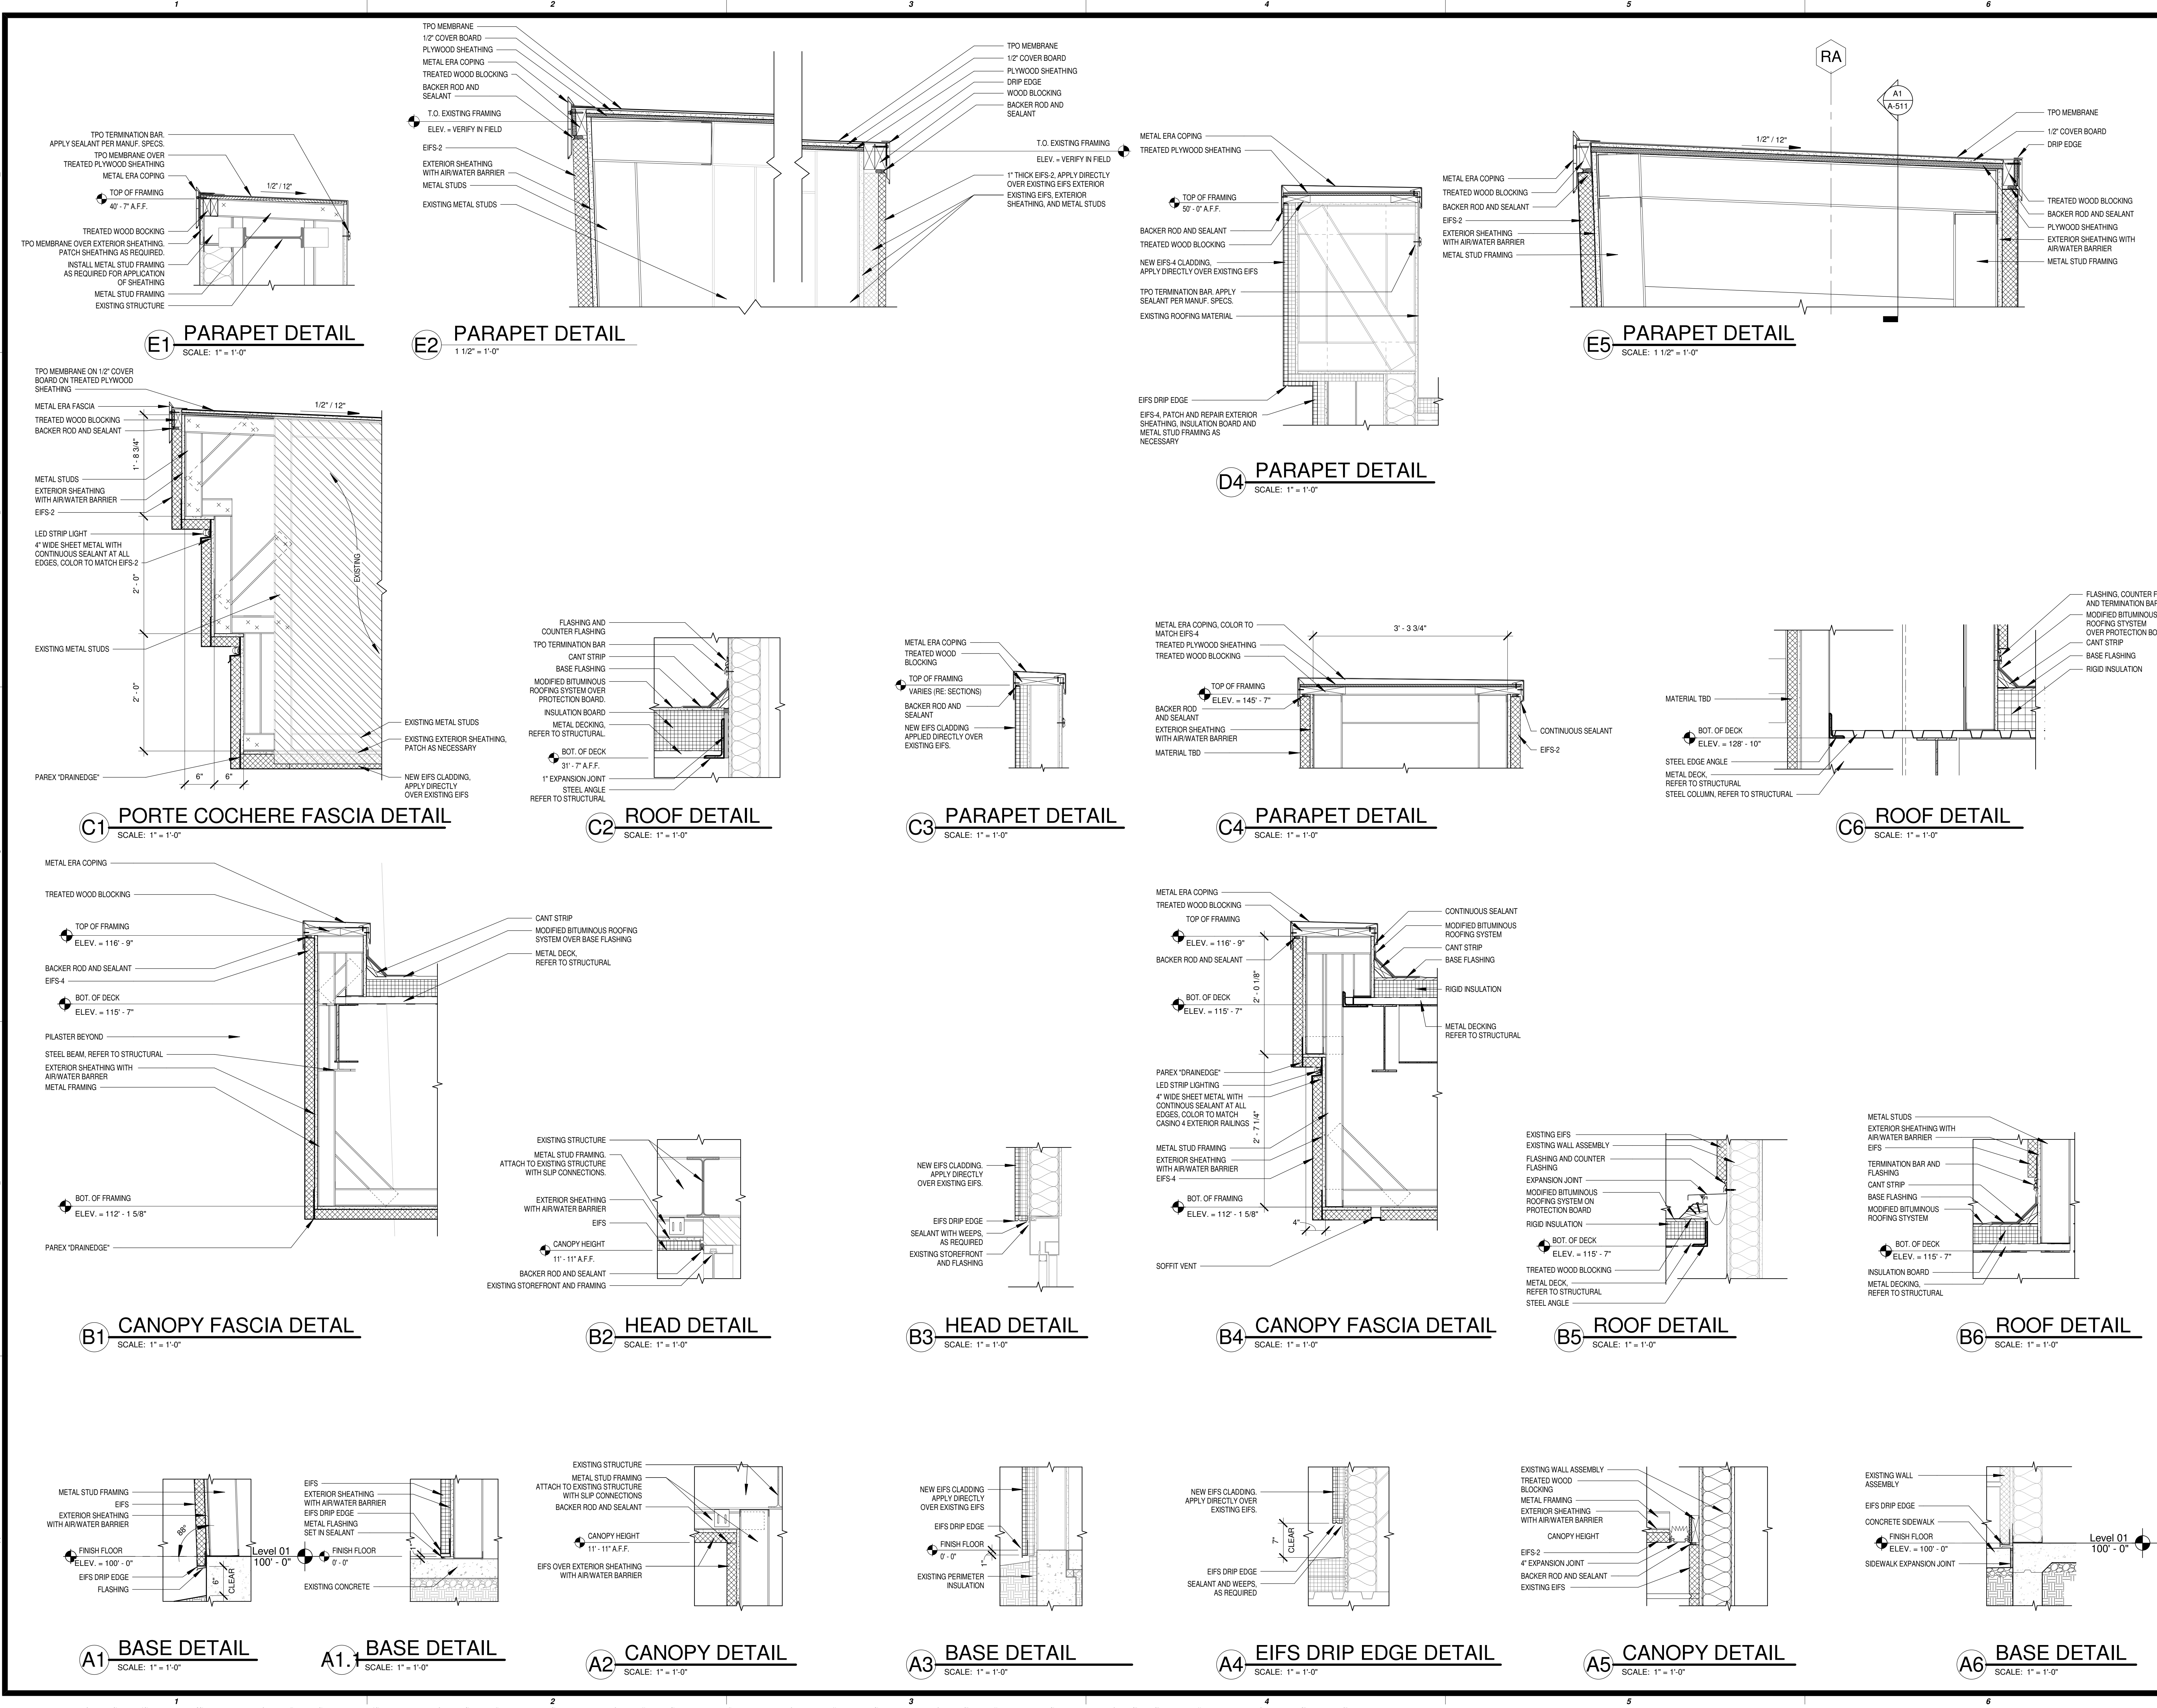 1
2
3
4
5
6
TPO TERMINATION BAR.
APPLY SEALANT PER MANUF. SPECS.
TPO MEMBRANE OVER
TREATED PLYWOOD SHEATHING
METAL ERA COPING
TOP OF FRAMING
40' - 7" A.F.F.
1/2" / 12"
TREATED WOOD BOCKING
TPO MEMBRANE OVER EXTERIOR SHEATHING.
PATCH SHEATHING AS REQUIRED.
INSTALL METAL STUD FRAMING
AS REQUIRED FOR APPLICATION
OF SHEATHING
METAL STUD FRAMING
EXISTING STRUCTURE
E1
PARAPET DETAIL
SCALE: 1" = 1'-0"
TPO MEMBRANE
1/2" COVER BOARD
PLYWOOD SHEATHING
METAL ERA COPING
TREATED WOOD BLOCKING
BACKER ROD AND
SEALANT
T.O. EXISTING FRAMING
ELEV. = VERIFY IN FIELD
EIFS-2
EXTERIOR SHEATHING
WITH AIR/WATER BARRIER
METAL STUDS
EXISTING METAL STUDS
TPO MEMBRANE
1/2" COVER BOARD
PLYWOOD SHEATHING
DRIP EDGE
WOOD BLOCKING
BACKER ROD AND
SEALANT
T.O. EXISTING FRAMING
ELEV. = VERIFY IN FIELD
1" THICK EIFS-2, APPLY DIRECTLY
OVER EXISTING EIFS EXTERIOR
EXISTING EIFS, EXTERIOR
SHEATHING, AND METAL STUDS
E2
PARAPET DETAIL
1 1/2" = 1'-0"
METAL ERA COPING
TREATED PLYWOOD SHEATHING
TOP OF FRAMING
50' - 0" A.F.F.
BACKER ROD AND SEALANT
TREATED WOOD BLOCKING
NEW EIFS-4 CLADDING,
APPLY DIRECTLY OVER EXISTING EIFS
TPO TERMINATION BAR. APPLY
SEALANT PER MANUF. SPECS.
EXISTING ROOFING MATERIAL
EIFS DRIP EDGE
EIFS-4, PATCH AND REPAIR EXTERIOR
SHEATHING, INSULATION BOARD AND
METAL STUD FRAMING AS
NECESSARY
D4
PARAPET DETAIL
SCALE: 1" = 1'-0"
RA
A1
A-511
1/2" / 12"
METAL ERA COPING
TREATED WOOD BLOCKING
BACKER ROD AND SEALANT
EIFS-2
EXTERIOR SHEATHING
WITH AIR/WATER BARRIER
METAL STUD FRAMING
TPO MEMBRANE
1/2" COVER BOARD
DRIP EDGE
TREATED WOOD BLOCKING
BACKER ROD AND SEALANT
PLYWOOD SHEATHING
EXTERIOR SHEATHING WITH
AIR/WATER BARRIER
METAL STUD FRAMING
E5
PARAPET DETAIL
SCALE: 1 1/2" = 1'-0"
TPO MEMBRANE ON 1/2" COVER
BOARD ON TREATED PLYWOOD
SHEATHING
METAL ERA FASCIA
TREATED WOOD BLOCKING
BACKER ROD AND SEALANT
1/2" / 12"
1' - 8 3/4"
METAL STUDS
EXTERIOR SHEATHING
WITH AIR/WATER BARRIER
EIFS-2
LED STRIP LIGHT
4" WIDE SHEET METAL WITH
CONTINUOUS SEALANT AT ALL
EDGES, COLOR TO MATCH EIFS-2
EXISTING
2' - 0"
EXISTING METAL STUDS
2' - 0"
EXISTING METAL STUDS
EXISTING EXTERIOR SHEATHING,
PATCH AS NECESSARY
PAREX "DRAINEDGE"
6"
6"
NEW EIFS CLADDING,
APPLY DIRECTLY
OVER EXISTING EIFS
C1
PORTE COCHERE FASCIA DETAIL
SCALE: 1" = 1'-0"
FLASHING AND
COUNTER FLASHING
TPO TERMINATION BAR
CANT STRIP
BASE FLASHING
MODIFIED BITUMINOUS
ROOFING SYSTEM OVER
PROTECTION BOARD.
INSULATION BOARD
METAL DECKING,
REFER TO STRUCTURAL.
BOT. OF DECK
31' - 7" A.F.F.
1" EXPANSION JOINT
STEEL ANGLE
REFER TO STRUCTURAL
C2
ROOF DETAIL
SCALE: 1" = 1'-0"
METAL ERA COPING
TREATED WOOD
BLOCKING
TOP OF FRAMING
VARIES (RE: SECTIONS)
BACKER ROD AND
SEALANT
NEW EIFS CLADDING
APPLIED DIRECTLY OVER
EXISTING EIFS.
C3
PARAPET DETAIL
SCALE: 1" = 1'-0"
METAL ERA COPING, COLOR TO
MATCH EIFS-4
TREATED PLYWOOD SHEATHING
TREATED WOOD BLOCKING
3' - 3 3/4"
TOP OF FRAMING
ELEV. = 145' - 7"
BACKER ROD
AND SEALANT
EXTERIOR SHEATHING
WITH AIR/WATER BARRIER
MATERIAL TBD
CONTINUOUS SEALANT
EIFS-2
C4
PARAPET DETAIL
SCALE: 1" = 1'-0"
FLASHING, COUNTER F
AND TERMINATION BAR
MODIFIED BITUMINOUS
ROOFING STYSTEM
OVER PROTECTION BO
CANT STRIP
BASE FLASHING
RIGID INSULATION
MATERIAL TBD
BOT. OF DECK
ELEV. = 128' - 10"
STEEL EDGE ANGLE
METAL DECK,
REFER TO STRUCTURAL
STEEL COLUMN, REFER TO STRUCTURAL
C6
ROOF DETAIL
SCALE: 1" = 1'-0"
METAL ERA COPING
TREATED WOOD BLOCKING
TOP OF FRAMING
ELEV. = 116' - 9"
BACKER ROD AND SEALANT
EIFS-4
BOT. OF DECK
ELEV. = 115' - 7"
PILASTER BEYOND
STEEL BEAM, REFER TO STRUCTURAL
EXTERIOR SHEATHING WITH
AIR/WATER BARRER
METAL FRAMING
BOT. OF FRAMING
ELEV. = 112' - 1 5/8"
PAREX "DRAINEDGE"
CANT STRIP
MODIFIED BITUMINOUS ROOFING
SYSTEM OVER BASE FLASHING
METAL DECK,
REFER TO STRUCTURAL
B1
CANOPY FASCIA DETAL
SCALE: 1" = 1'-0"
EXISTING STRUCTURE
METAL STUD FRAMING.
ATTACH TO EXISTING STRUCTURE
WITH SLIP CONNECTIONS.
EXTERIOR SHEATHING
WITH AIR/WATER BARRIER
EIFS
CANOPY HEIGHT
11' - 11" A.F.F.
BACKER ROD AND SEALANT
EXISTING STOREFRONT AND FRAMING
B2
HEAD DETAIL
SCALE: 1" = 1'-0"
NEW EIFS CLADDING.
APPLY DIRECTLY
OVER EXISTING EIFS.
EIFS DRIP EDGE
SEALANT WITH WEEPS,
AS REQUIRED
EXISTING STOREFRONT
AND FLASHING
B3
HEAD DETAIL
SCALE: 1" = 1'-0"
METAL ERA COPING
TREATED WOOD BLOCKING
TOP OF FRAMING
ELEV. = 116' - 9"
BACKER ROD AND SEALANT
2' - 0 1/8"
BOT. OF DECK
ELEV. = 115' - 7"
PAREX "DRAINEDGE"
LED STRIP LIGHTING
4" WIDE SHEET METAL WITH
CONTINOUS SEALANT AT ALL
EDGES, COLOR TO MATCH
CASINO 4 EXTERIOR RAILINGS
2' - 7 1/4"
METAL STUD FRAMING
EXTERIOR SHEATHING
WITH AIR/WATER BARRIER
EIFS-4
BOT. OF FRAMING
ELEV. = 112' - 1 5/8"
4"
SOFFIT VENT
CONTINUOUS SEALANT
MODIFIED BITUMINOUS
ROOFING SYSTEM
CANT STRIP
BASE FLASHING
RIGID INSULATION
METAL DECKING
REFER TO STRUCTURAL
B4
CANOPY FASCIA DETAIL
SCALE: 1" = 1'-0"
EXISTING EIFS
EXISTING WALL ASSEMBLY
FLASHING AND COUNTER
FLASHING
EXPANSION JOINT
MODIFIED BITUMINOUS
ROOFING SYSTEM ON
PROTECTION BOARD
RIGID INSULATION
BOT. OF DECK
ELEV. = 115' - 7"
TREATED WOOD BLOCKING
METAL DECK,
REFER TO STRUCTURAL
STEEL ANGLE
B5
ROOF DETAIL
SCALE: 1" = 1'-0"
METAL STUDS
EXTERIOR SHEATHING WITH
AIR/WATER BARRIER
EIFS
TERMINATION BAR AND
FLASHING
CANT STRIP
BASE FLASHING
MODIFIED BITUMINOUS
ROOFING STYSTEM
BOT. OF DECK
ELEV. = 115' - 7"
INSULATION BOARD
METAL DECKING,
REFER TO STRUCTURAL
B6
ROOF DETAIL
SCALE: 1" = 1'-0"
METAL STUD FRAMING
EIFS
EXTERIOR SHEATHING
WITH AIR/WATER BARRIER
88°
FINISH FLOOR
ELEV. = 100' - 0"
EIFS DRIP EDGE
FLASHING
6"
CLEAR
Level 01
100' - 0"
A1
BASE DETAIL
SCALE: 1" = 1'-0"
EIFS
EXTERIOR SHEATHING
WITH AIR/WATER BARRIER
EIFS DRIP EDGE
METAL FLASHING
SET IN SEALANT
1"
FINISH FLOOR
0' - 0"
EXISTING CONCRETE
A1.1
BASE DETAIL
SCALE: 1" = 1'-0"
EXISTING STRUCTURE
METAL STUD FRAMING
ATTACH TO EXISTING STRUCTURE
WITH SLIP CONNECTIONS
BACKER ROD AND SEALANT
CANOPY HEIGHT
11' - 11" A.F.F.
EIFS OVER EXTERIOR SHEATHING
WITH AIR/WATER BARRIER
A2
CANOPY DETAIL
SCALE: 1" = 1'-0"
NEW EIFS CLADDING
APPLY DIRECTLY
OVER EXISTING EIFS
EIFS DRIP EDGE
FINISH FLOOR
0' - 0"
1"
EXISTING PERIMETER
INSULATION
A3
BASE DETAIL
SCALE: 1" = 1'-0"
NEW EIFS CLADDING.
APPLY DIRECTLY OVER
EXISTING EIFS.
7"
CLEAR
EIFS DRIP EDGE
SEALANT AND WEEPS,
AS REQUIRED
A4
EIFS DRIP EDGE DETAIL
SCALE: 1" = 1'-0"
EXISTING WALL ASSEMBLY
TREATED WOOD
BLOCKING
METAL FRAMING
EXTERIOR SHEATHING
WITH AIR/WATER BARRIER
CANOPY HEIGHT
EIFS-2
4" EXPANSION JOINT
BACKER ROD AND SEALANT
EXISTING EIFS
A5
CANOPY DETAIL
SCALE: 1" = 1'-0"
EXISTING WALL
ASSEMBLY
EIFS DRIP EDGE
CONCRETE SIDEWALK
FINISH FLOOR
ELEV. = 100' - 0"
SIDEWALK EXPANSION JOINT
Level 01
100' - 0"
A6
BASE DETAIL
SCALE: 1" = 1'-0"
1
2
3
4
5
6